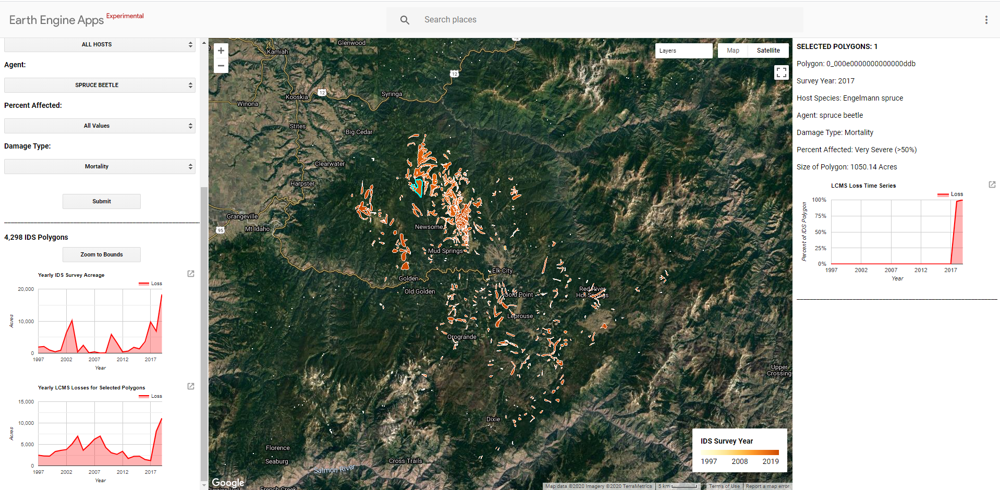 Earth Engine Apps Experimental
Search places
ALL HOSTS
Agent:
SPRUCE BEETLE
Percent Affected:
All Values
Damage Type:
Mortality
Submit
4,298 IDS Polygons
Zoom to Bounds
Yearly IDS Survey Acreage
Loss
20,000
10,000
0
Acres
1997 2002 2007 2012 2017
Year
Yearly LCMS Losses for Selected Polygons
Loss
15,000
10,000
5,000
0
Acres
1997 2002 2007 2012 2017
Year
+
−
Layers
Map Satellite
Glenwood
12
Kamiah
12
Syringa
Kooskia
12
Winona
Stites
Big Cedar
Clearwater
Harpster
Grangeville
95
Mt Idaho
Newsome
Mud Springs
Elk City
Golden
Old Golden
Gold Point
Red River
Hot Springs
Leprouse
Orogrande
Upper
Crossing
Dixie
Florence
Seaburg
Cross Trails
Salmon River
French Creek
Riggins Hot
Google
IDS Survey Year
1997 2008 2019
Map data ©2020 Imagery ©2020 TerraMetrics 5 km Terms of Use Report a map error
SELECTED POLYGONS: 1
Polygon: 0_000e0000000000000ddb
Survey Year: 2017
Host Species: Engelmann spruce
Agent: spruce beetle
Damage Type: Mortality
Percent Affected: Very Severe (>50%)
Size of Polygon: 1050.14 Acres
LCMS Loss Time Series
Loss
100%
75%
50%
25%
0%
Percent of IDS Polygon
1997 2002 2007 2012 2017
Year